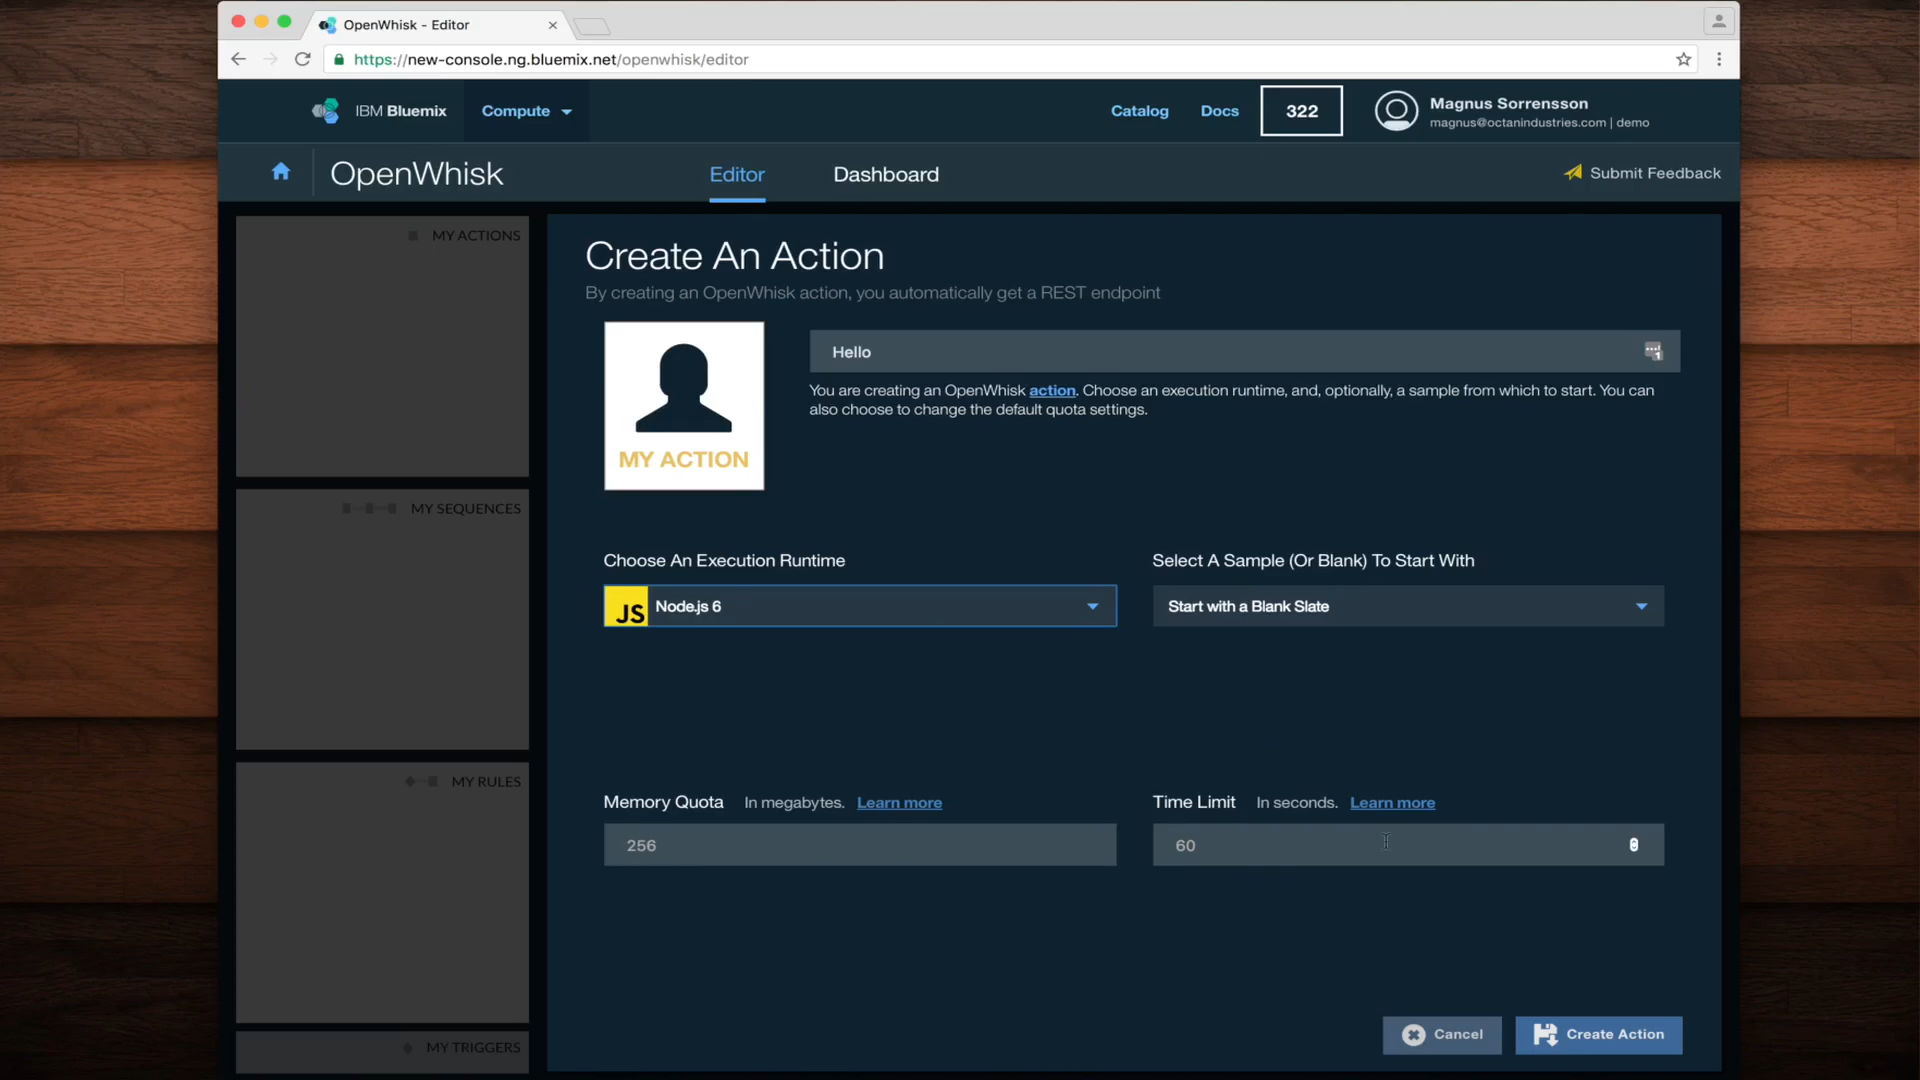 OpenWhisk - Editor
https://new-console.ng.bluemix.net/openwhisk/editor
IBM Bluemix
Compute
Catalog
Docs
322
Magnus Sorrensson
magnus@octanindustries.com | demo
OpenWhisk
Editor
Dashboard
Submit Feedback
MY ACTIONS
MY SEQUENCES
MY RULES
MY TRIGGERS
Create An Action
By creating an OpenWhisk action, you automatically get a REST endpoint
MY ACTION
Hello
1
You are creating an OpenWhisk action. Choose an execution runtime, and, optionally, a sample from which to start. You can
also choose to change the default quota settings.
Choose An Execution Runtime
JS Node.js 6
Select A Sample (Or Blank) To Start With
Start with a Blank Slate
Memory Quota In megabytes. Learn more
256
Time Limit In seconds. Learn more
60
Cancel
Create Action